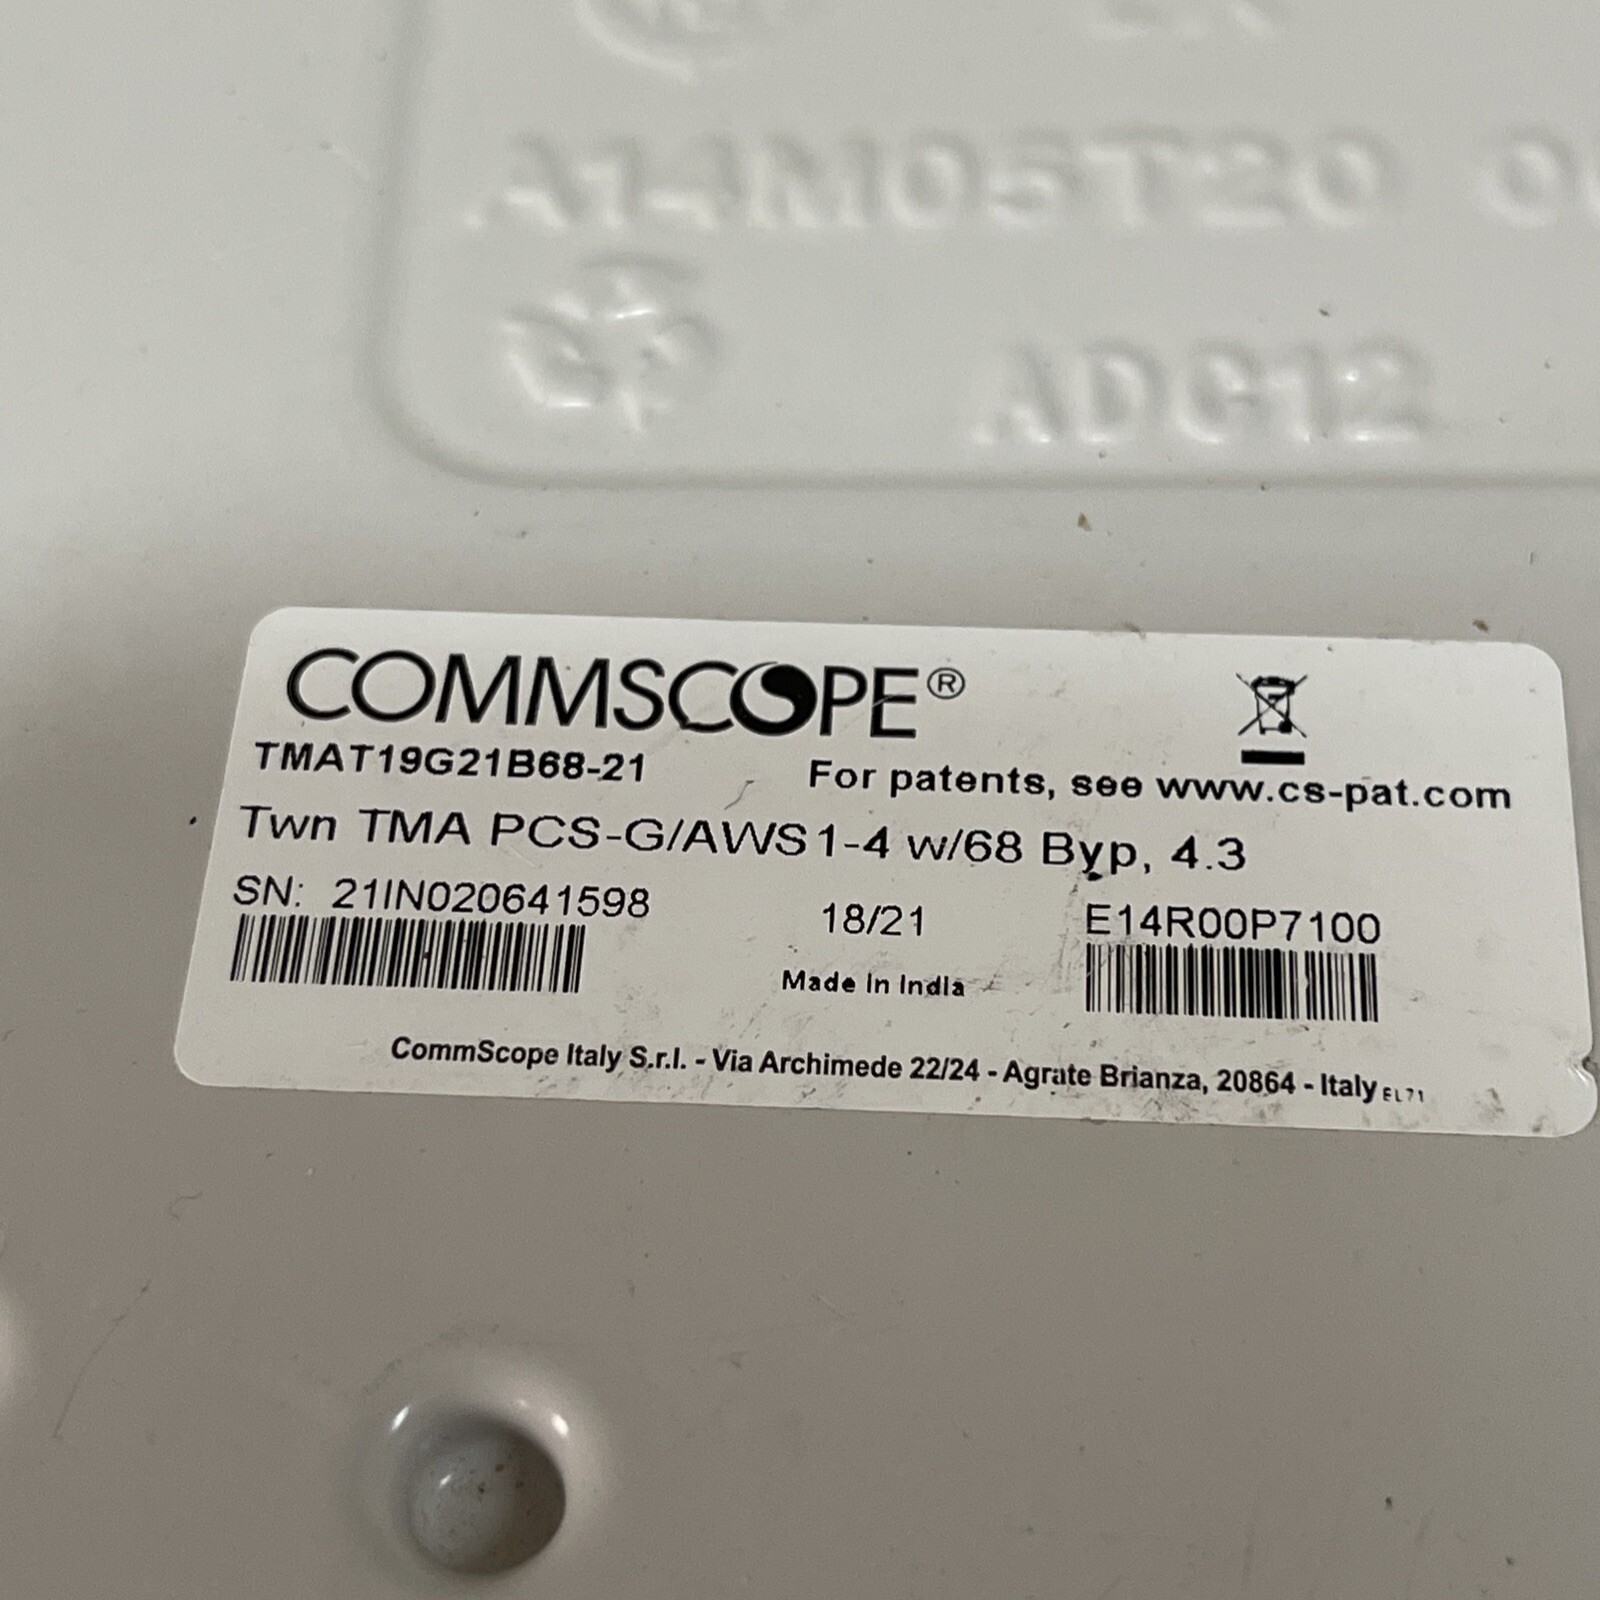 A14M05T20
ADC12
COMMSCOPE®
TMAT19G21B68-21
For patents, see www.cs-pat.com
Twn TMA PCS-G/AWS1-4 w/68 Byp, 4.3
SN: 21IN020641598
18/21
E14R00P7100
Made In India
CommScope Italy S.r.l. - Via Archimede 22/24 - Agrate Brianza, 20864 - Italy EL71